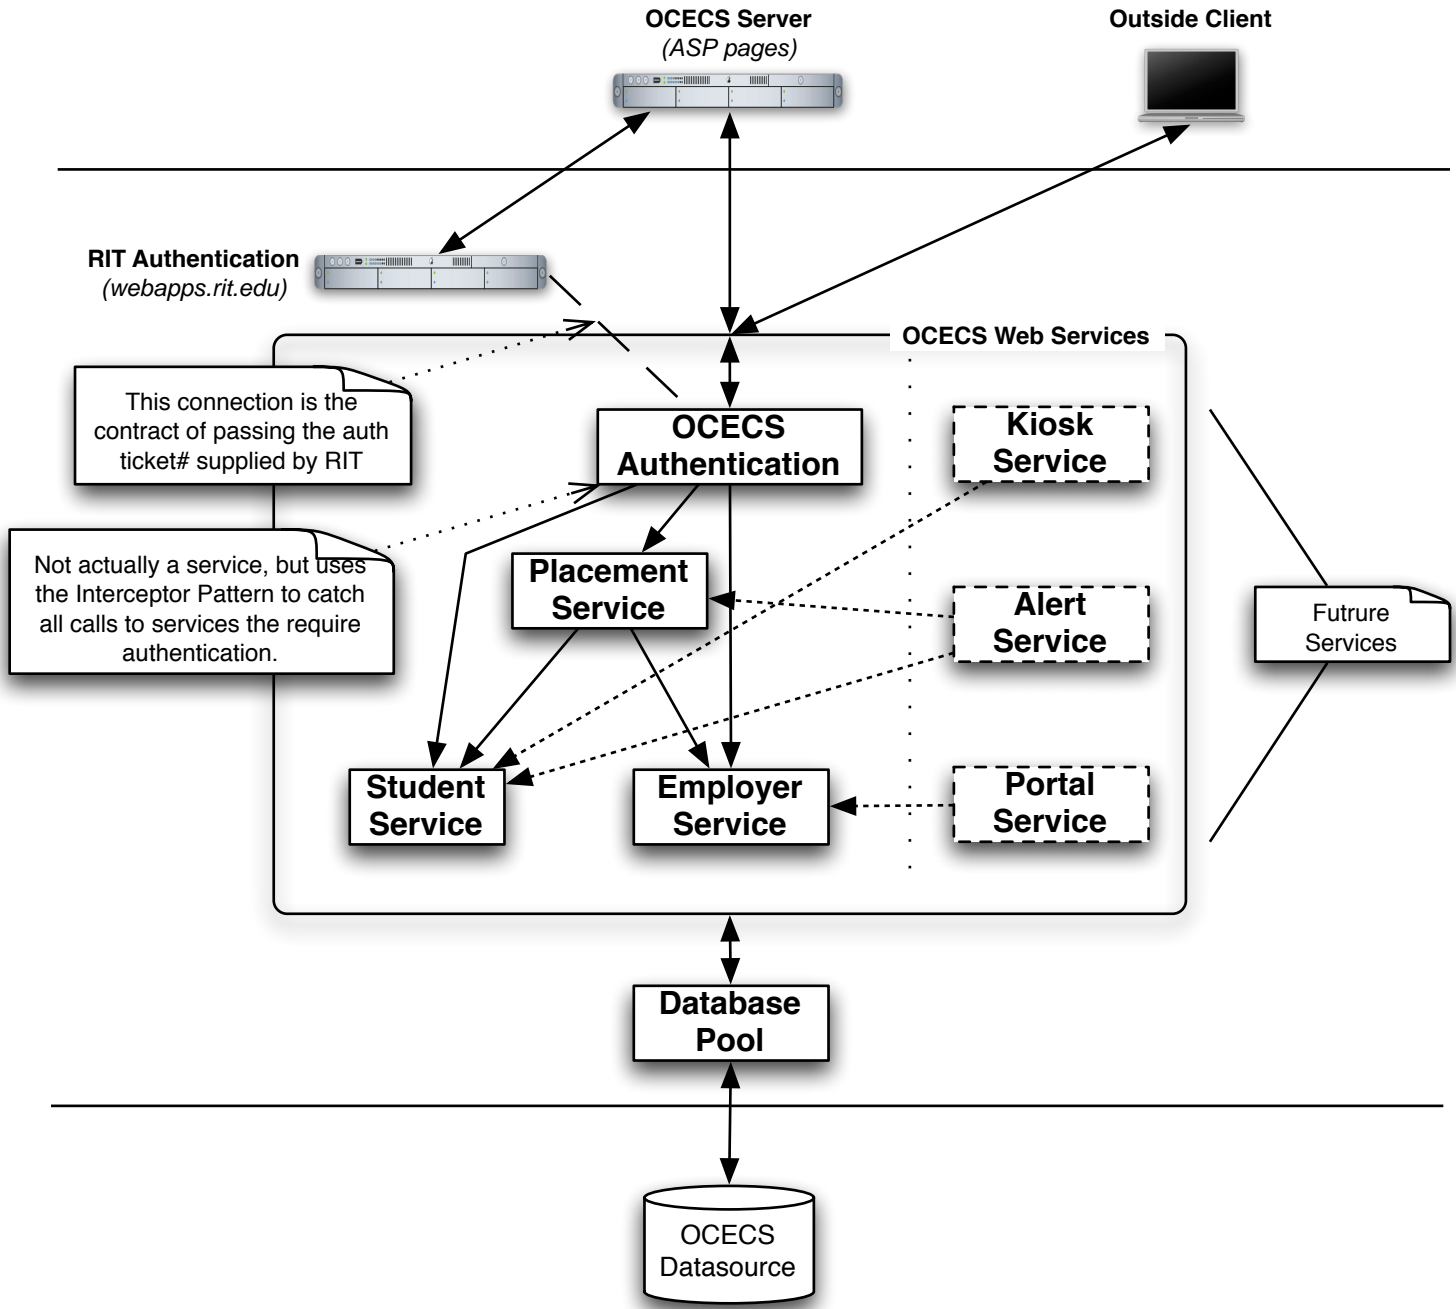 OCECS Server
(ASP pages)
Outside Client
RIT Authentication
(webapps.rit.edu)
OCECS Web Services
This connection is the
contract of passing the auth
ticket# supplied by RIT
OCECS
Authentication
Kiosk
Service
Not actually a service, but uses
the Interceptor Pattern to catch
all calls to services the require
authentication.
Placement
Service
Alert
Service
Futrure
Services
Student
Service
Employer
Service
Portal
Service
Database
Pool
OCECS
Datasource